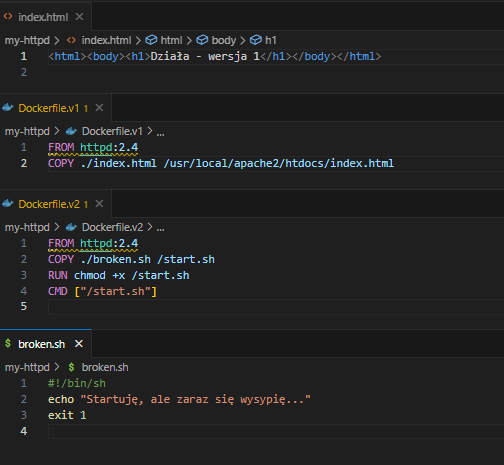 index.html ×
my-httpd > index.html > html > body > h1
1 <html><body><h1>Działa - wersja 1</h1></body></html>
2
Dockerfile.v1 1 ×
my-httpd > Dockerfile.v1 > ...
1 FROM httpd:2.4
2 COPY ./index.html /usr/local/apache2/htdocs/index.html
Dockerfile.v2 1 ×
my-httpd > Dockerfile.v2 > ...
1 FROM httpd:2.4
2 COPY ./broken.sh /start.sh
3 RUN chmod +x /start.sh
4 CMD ["/start.sh"]
5
$ broken.sh ×
my-httpd > $ broken.sh
1 #!/bin/sh
2 echo "Startuję, ale zaraz się wysypię..."
3 exit 1
4